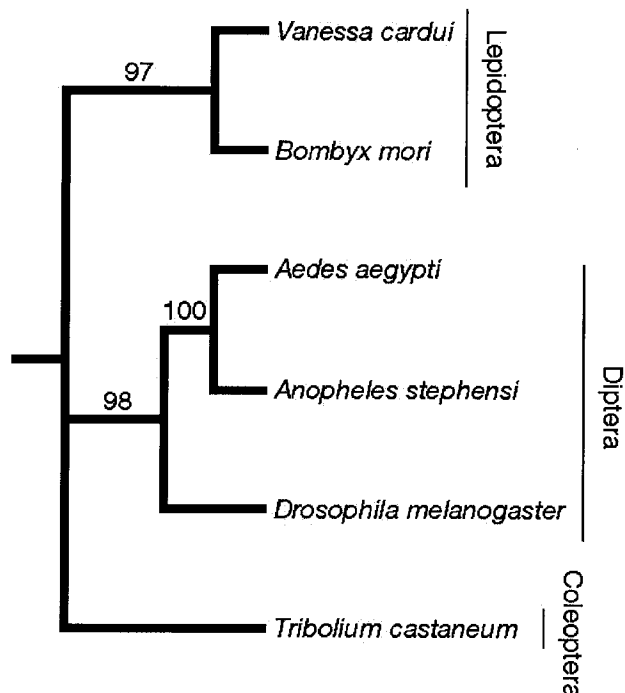 Vanessa cardui
97
Bombyx mori
Lepidoptera
Aedes aegypti
100
Anopheles stephensi
98
Drosophila melanogaster
Diptera
Tribolium castaneum
Coleoptera